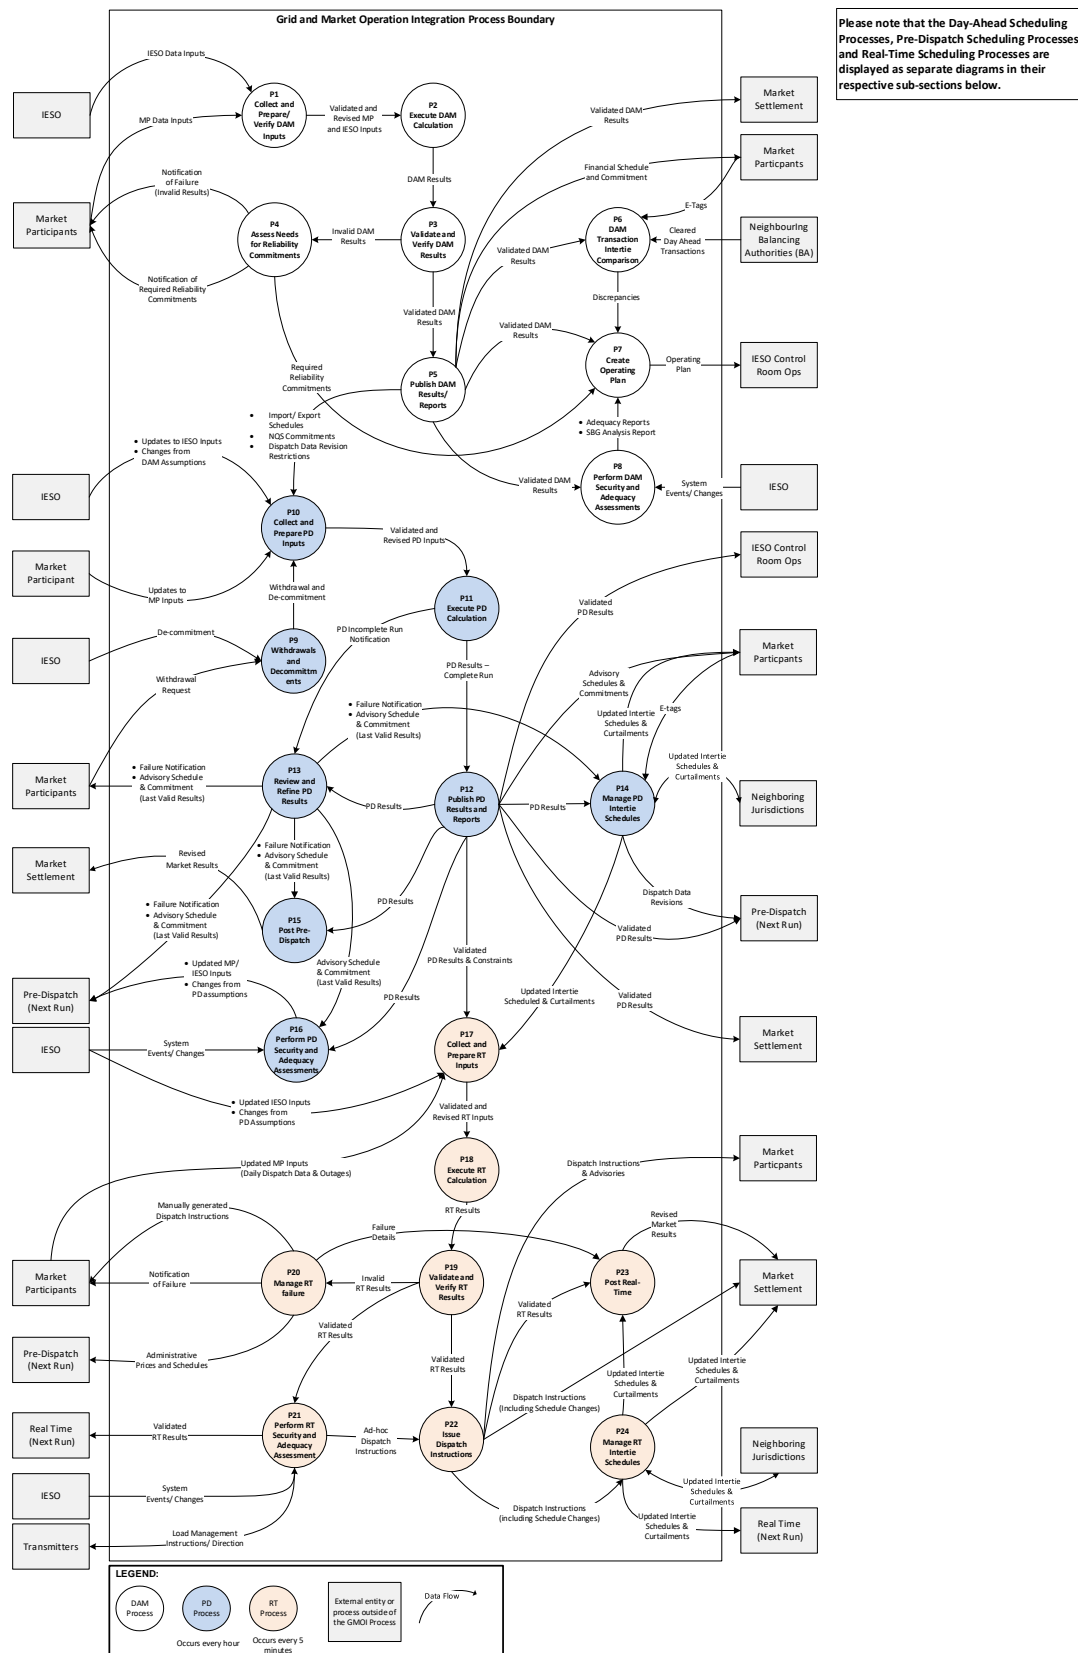 Grid and Market Operation Integration Process Boundary
Please note that the Day-Ahead Scheduling
Processes, Pre-Dispatch Scheduling Processes
and Real-Time Scheduling Processes are
displayed as separate diagrams in their
respective sub-sections below.
IESO Data Inputs
IESO
P1
Collect and
Prepare/
Verify DAM
Inputs
Validated and
Revised MP
and IESO Inputs
P2
Execute DAM
Calculation
Validated DAM
Results
Market
Settlement
MP Data Inputs
Notification
of Failure
(Invalid Results)
DAM Results
Financial Schedule
and Commitment
Market
Particpants
E-Tags
Market
Participants
P4
Assess Needs
for Reliability
Commitments
Invalid DAM
Results
P3
Validate and
Verify DAM
Results
Validated DAM
Results
P6
DAM
Transaction
Intertie
Comparison
Cleared
Day Ahead
Transactions
Neighbouring
Balancing
Authorities (BA)
Notification of
Required Reliability
Commitments
Discrepancies
Validated DAM
Results
Validated DAM
Results
Required
Reliability
Commitments
P5
Publish DAM
Results/
Reports
P7
Create
Operating
Plan
Operating
Plan
IESO Control
Room Ops
• Import/ Export
Schedules
• NQS Commitments
• Dispatch Data Revision
Restrictions
• Adequacy Reports
• SBG Analysis Report
• Updates to IESO Inputs
• Changes from
DAM Assumptions
Validated DAM
Results
P8
Perform DAM
Security and
Adequacy
Assessments
System
Events/ Changes
IESO
IESO
P10
Collect and
Prepare PD
Inputs
Validated and
Revised PD Inputs
IESO Control
Room Ops
Market
Participant
Updates to
MP Inputs
Withdrawal and
De-commitment
P11
Execute PD
Calculation
Validated
PD Results
De-commitment
IESO
P9
Withdrawals
and
Decommittm
ents
PD Incomplete Run
Notification
PD Results –
Complete Run
Market
Particpants
Withdrawal
Request
Advisory
Schedules &
Commitments
• Failure Notification
• Advisory Schedule
& Commitment
(Last Valid Results)
Updated Intertie
Schedules &
Curtailments
E-tags
Updated Intertie
Schedules &
Curtailments
Market
Participants
• Failure Notification
• Advisory Schedule
& Commitment
(Last Valid Results)
P13
Review and
Refine PD
Results
PD Results
P12
Publish PD
Results and
Reports
PD Results
P14
Manage PD
Intertie
Schedules
Neighboring
Jurisdictions
Market
Settlement
Revised
Market Results
• Failure Notification
• Advisory Schedule
& Commitment
(Last Valid Results)
Dispatch Data
Revisions
• Failure Notification
• Advisory Schedule
& Commitment
(Last Valid Results)
P15
Post Pre-
Dispatch
PD Results
Validated
PD Results
Pre-Dispatch
(Next Run)
Validated
PD Results & Constraints
• Updated MP/
IESO Inputs
• Changes from
PD assumptions
Advisory Schedule
& Commitment
(Last Valid Results)
Pre-Dispatch
(Next Run)
PD Results
Updated Intertie
Scheduled & Curtailments
Validated
PD Results
IESO
System
Events/ Changes
P16
Perform PD
Security and
Adequacy
Assessments
P17
Collect and
Prepare RT
Inputs
Market
Settlement
• Updated IESO Inputs
• Changes from
PD Assumptions
Validated and
Revised RT Inputs
Updated MP Inputs
(Daily Dispatch Data & Outages)
P18
Execute RT
Calculation
Dispatch Instructions
& Advisories
Market
Particpants
Manually generated
Dispatch Instructions
RT Results
Failure
Details
Revised
Market
Results
Market
Participants
Notification
of Failure
P20
Manage RT
failure
Invalid
RT Results
P19
Validate and
Verify RT
Results
P23
Post Real-
Time
Market
Settlement
Validated
RT Results
Validated
RT Results
Pre-Dispatch
(Next Run)
Administrative
Prices and Schedules
Validated
RT Results
Updated Intertie
Schedules &
Curtailments
Updated Intertie
Schedules &
Curtailments
Dispatch Instructions
(Including Schedule Changes)
Real Time
(Next Run)
Validated
RT Results
P21
Perform RT
Security and
Adequacy
Assessment
Ad-hoc
Dispatch
Instructions
P22
Issue
Dispatch
Instructions
P24
Manage RT
Intertie
Schedules
Neighboring
Jurisdictions
IESO
System
Events/ Changes
Updated Intertie
Schedules &
Curtailments
Dispatch Instructions
(including Schedule Changes)
Updated Intertie
Schedules &
Curtailments
Real Time
(Next Run)
Transmitters
Load Management
Instructions/ Direction
LEGEND:
DAM
Process
PD
Process
RT
Process
External entity or
process outside of
the GMOI Process
Data Flow
Occurs every hour
Occurs every 5
minutes